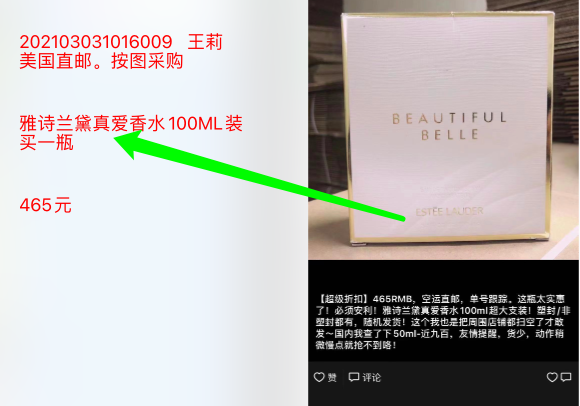 202103031016009 王莉
美国直邮。按图采购
雅诗兰黛真爱香水100ML装
买一瓶
465元
BEAUTIFUL
BELLE
ESTĒE LAUDER
【超级折扣】465RMB，空运直邮，单号跟踪。这瓶太实惠
了！必须安利！雅诗兰黛真爱香水100ml超大支装！塑封/非
塑封都有，随机发货！这个我也是把周围店铺都扫空了才敢
发～国内我查了下50ml-近九百，友情提醒，货少，动作稍
微慢点就抢不到咯！
赞 评论